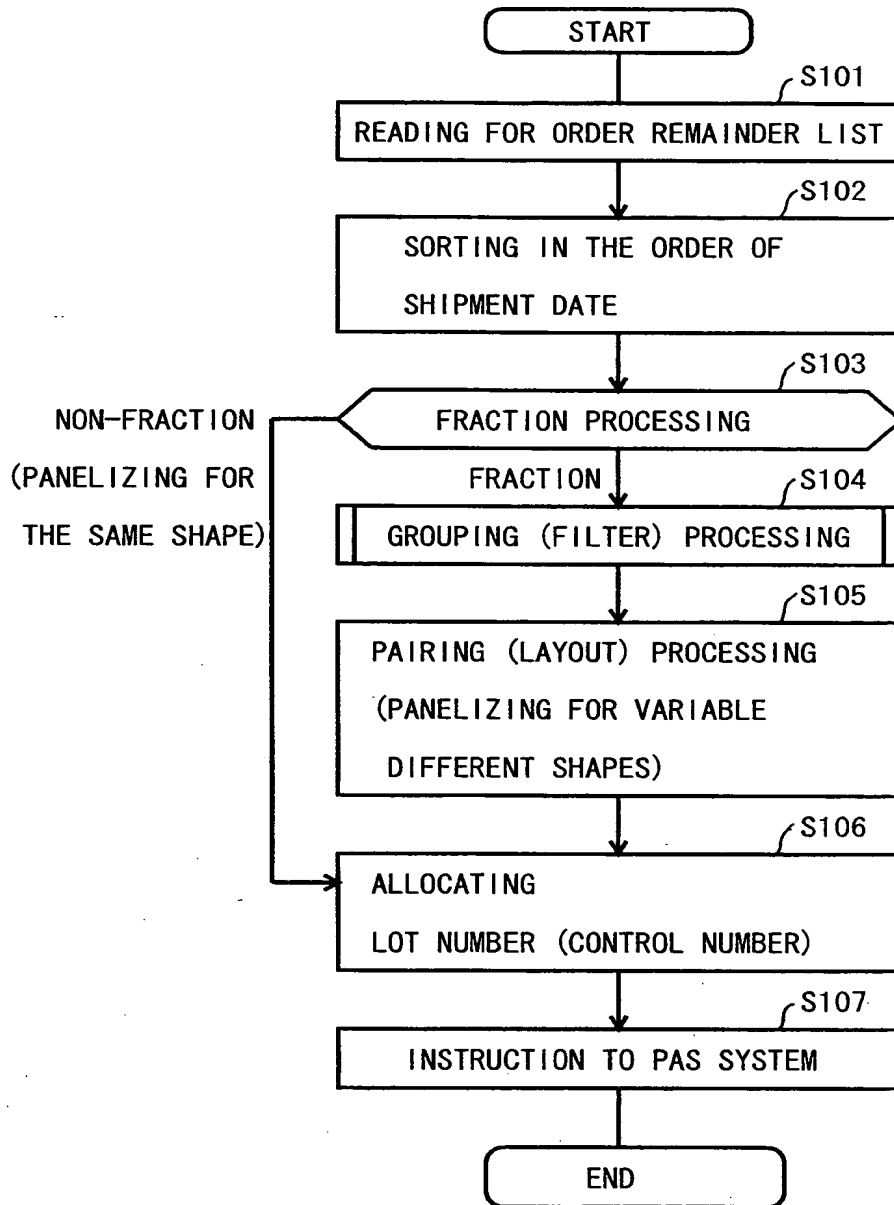 START
S101
READING FOR ORDER REMAINDER LIST
S102
SORTING IN THE ORDER OF
SHIPMENT DATE
S103
FRACTION PROCESSING
NON-FRACTION
(PANELIZING FOR
THE SAME SHAPE)
FRACTION
S104
GROUPING (FILTER) PROCESSING
S105
PAIRING (LAYOUT) PROCESSING
(PANELIZING FOR VARIABLE
DIFFERENT SHAPES)
S106
ALLOCATING
LOT NUMBER (CONTROL NUMBER)
S107
INSTRUCTION TO PAS SYSTEM
END